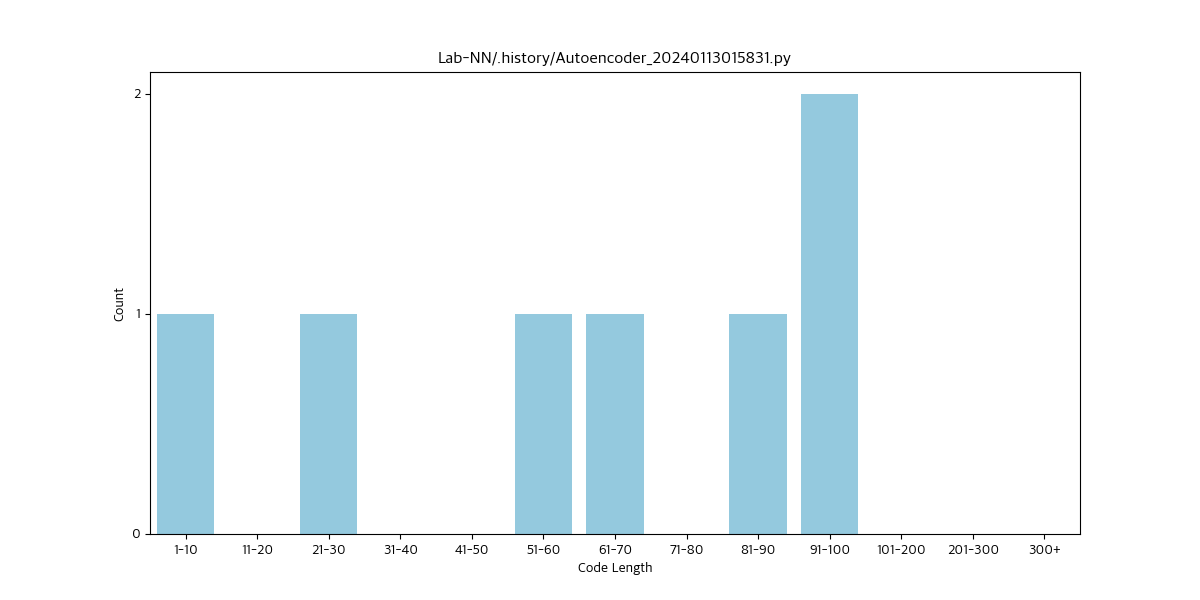 Lab-NN/.history/Autoencoder_20240113015831.py
2
1
0
Count
1-10 11-20 21-30 31-40 41-50 51-60 61-70 71-80 81-90 91-100 101-200 201-300 300+
Code Length